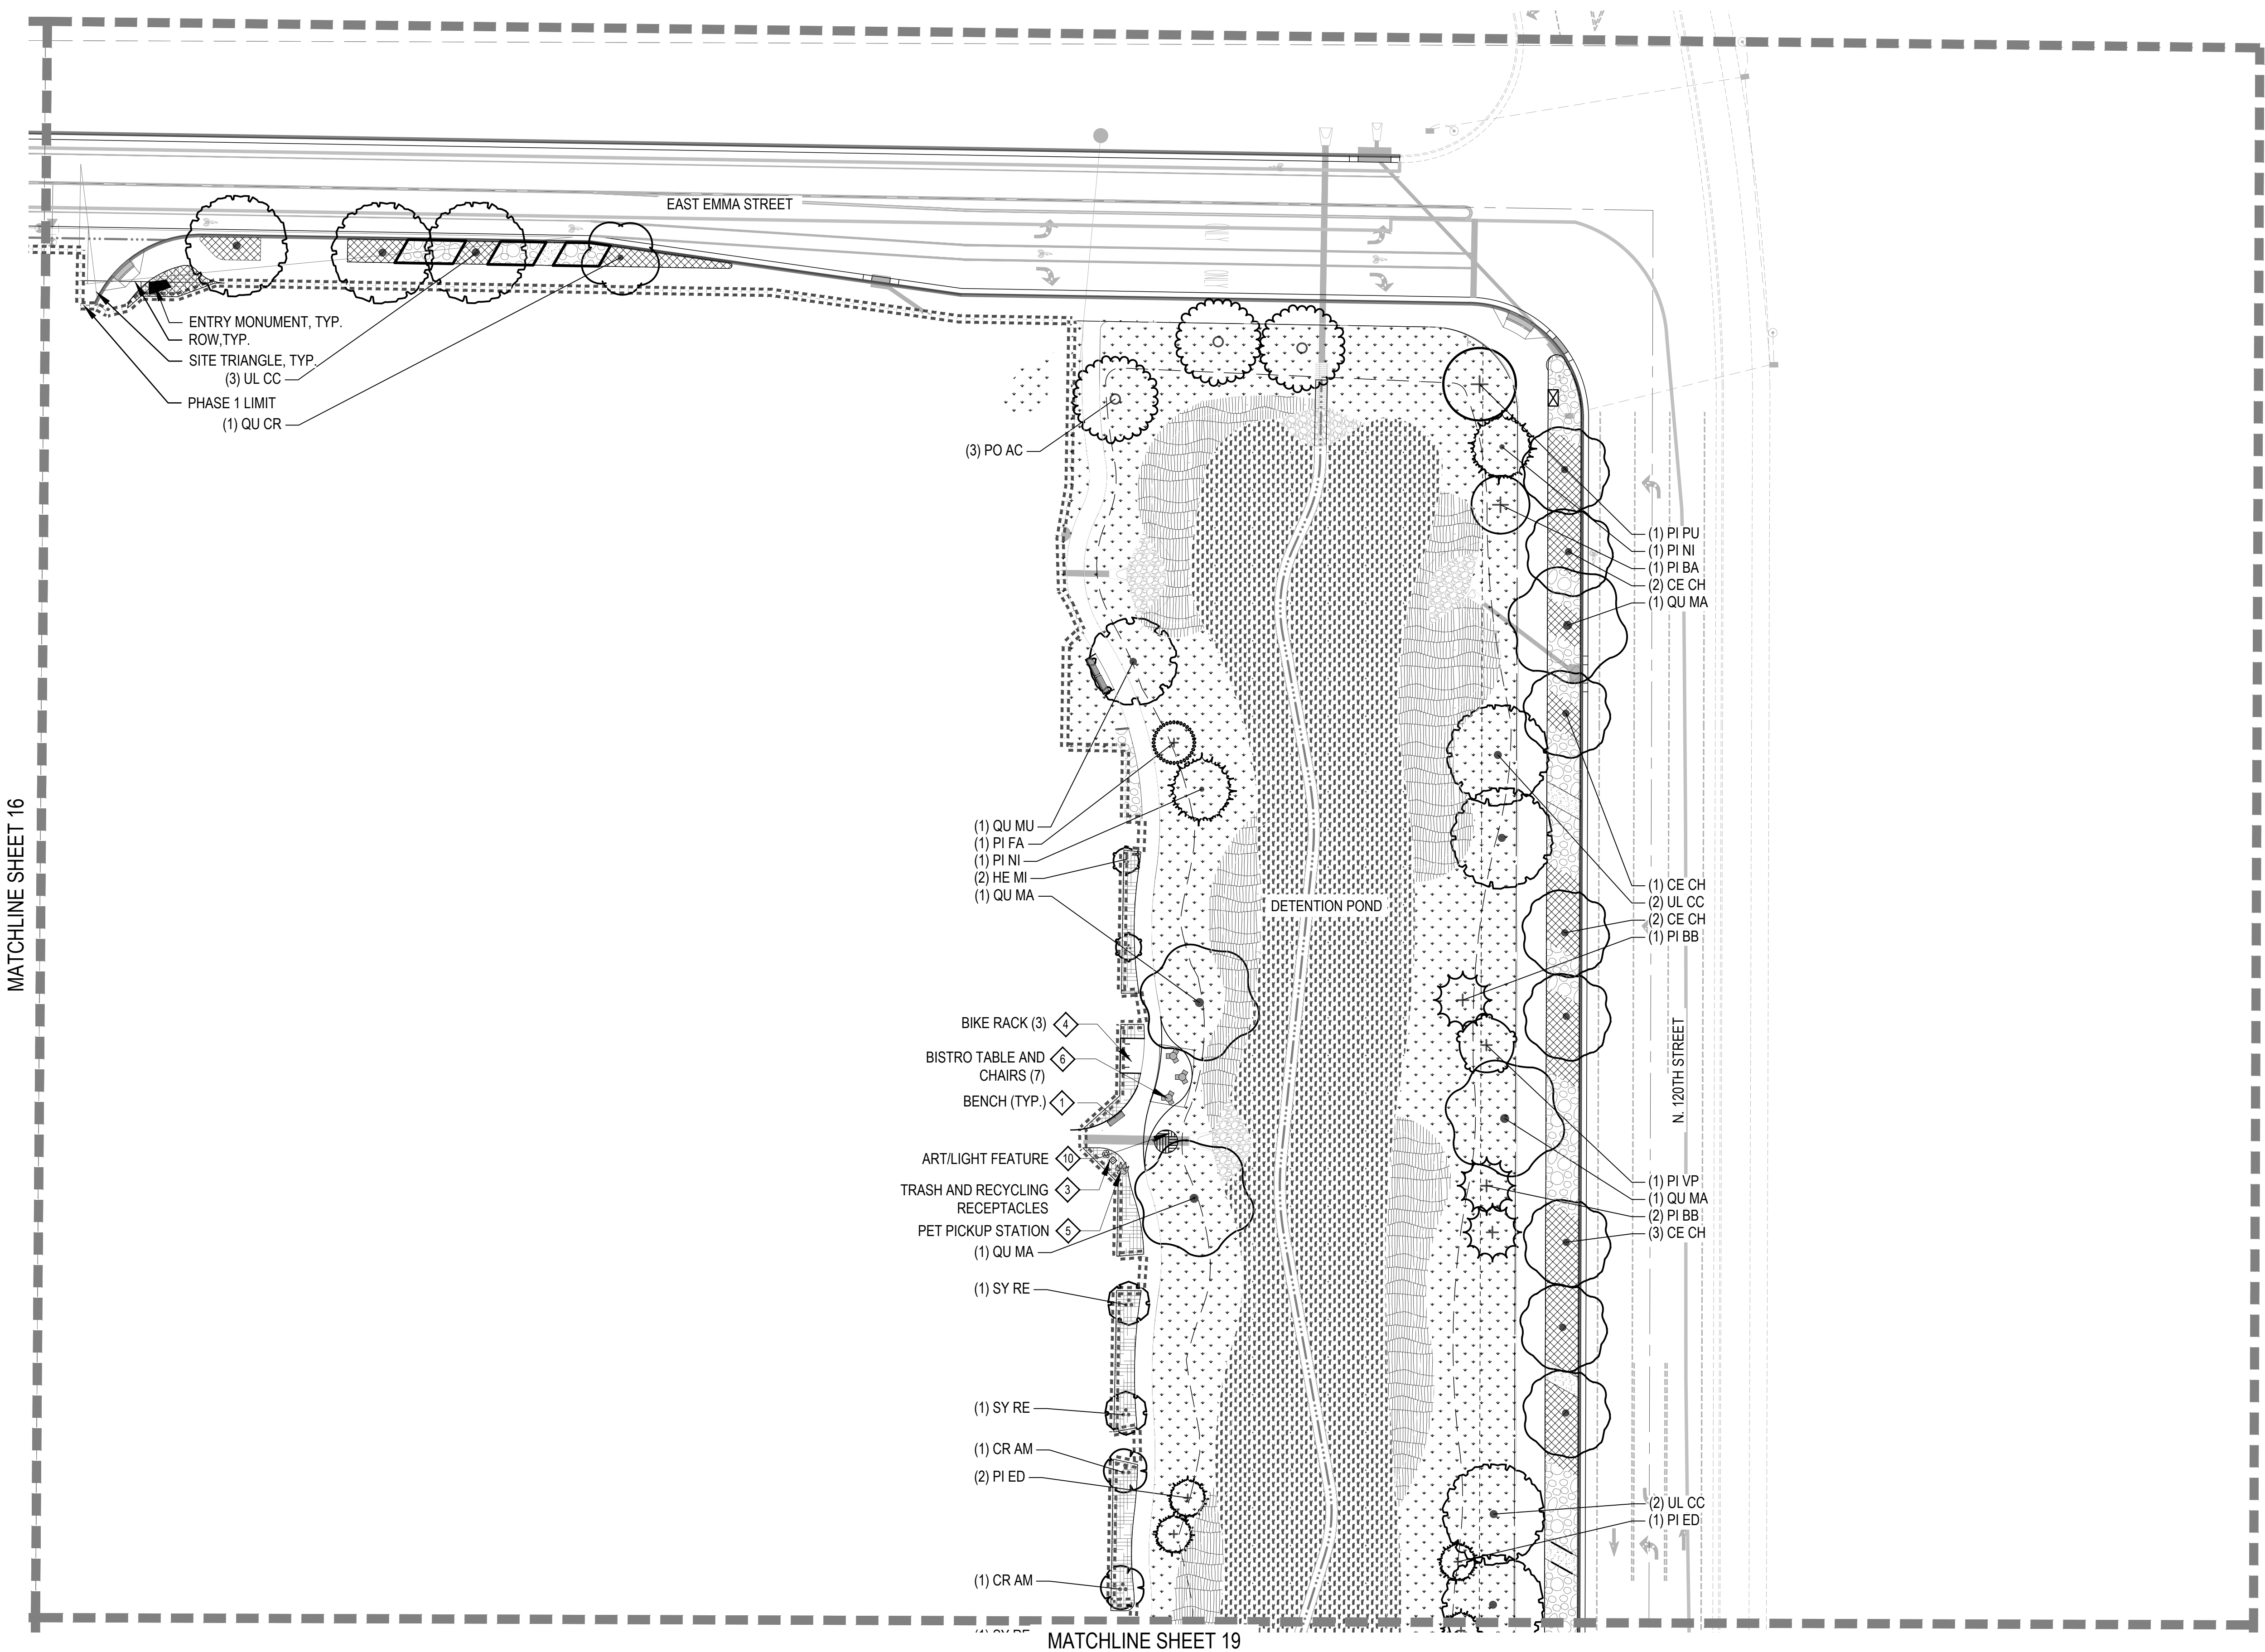 EAST EMMA STREET
ENTRY MONUMENT, TYP.
ROW,TYP.
SITE TRIANGLE, TYP.
(3) UL CC
PHASE 1 LIMIT
(1) QU CR
(3) PO AC
(1) PI PU
(1) PI NI
(1) PI BA
(2) CE CH
(1) QU MA
MATCHLINE SHEET 16
(1) QU MU
(1) PI FA
(1) PI NI
(2) HE MI
(1) QU MA
DETENTION POND
(1) CE CH
(2) UL CC
(2) CE CH
(1) PI BB
N. 120TH STREET
BIKE RACK (3) 4
BISTRO TABLE AND 6
CHAIRS (7)
BENCH (TYP.) 1
ART/LIGHT FEATURE 10
TRASH AND RECYCLING 3
RECEPTACLES
PET PICKUP STATION 5
(1) QU MA
(1) PI VP
(1) QU MA
(2) PI BB
(3) CE CH
(1) SY RE
(1) SY RE
(1) CR AM
(2) PI ED
(2) UL CC
(1) PI ED
(1) CR AM
MATCHLINE SHEET 19